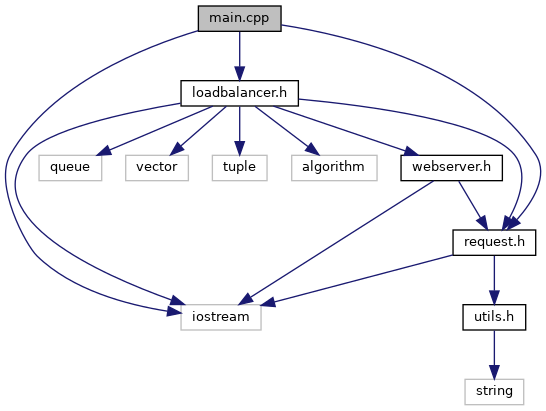 main.cpp
loadbalancer.h
queue
vector
tuple
algorithm
webserver.h
request.h
iostream
utils.h
string